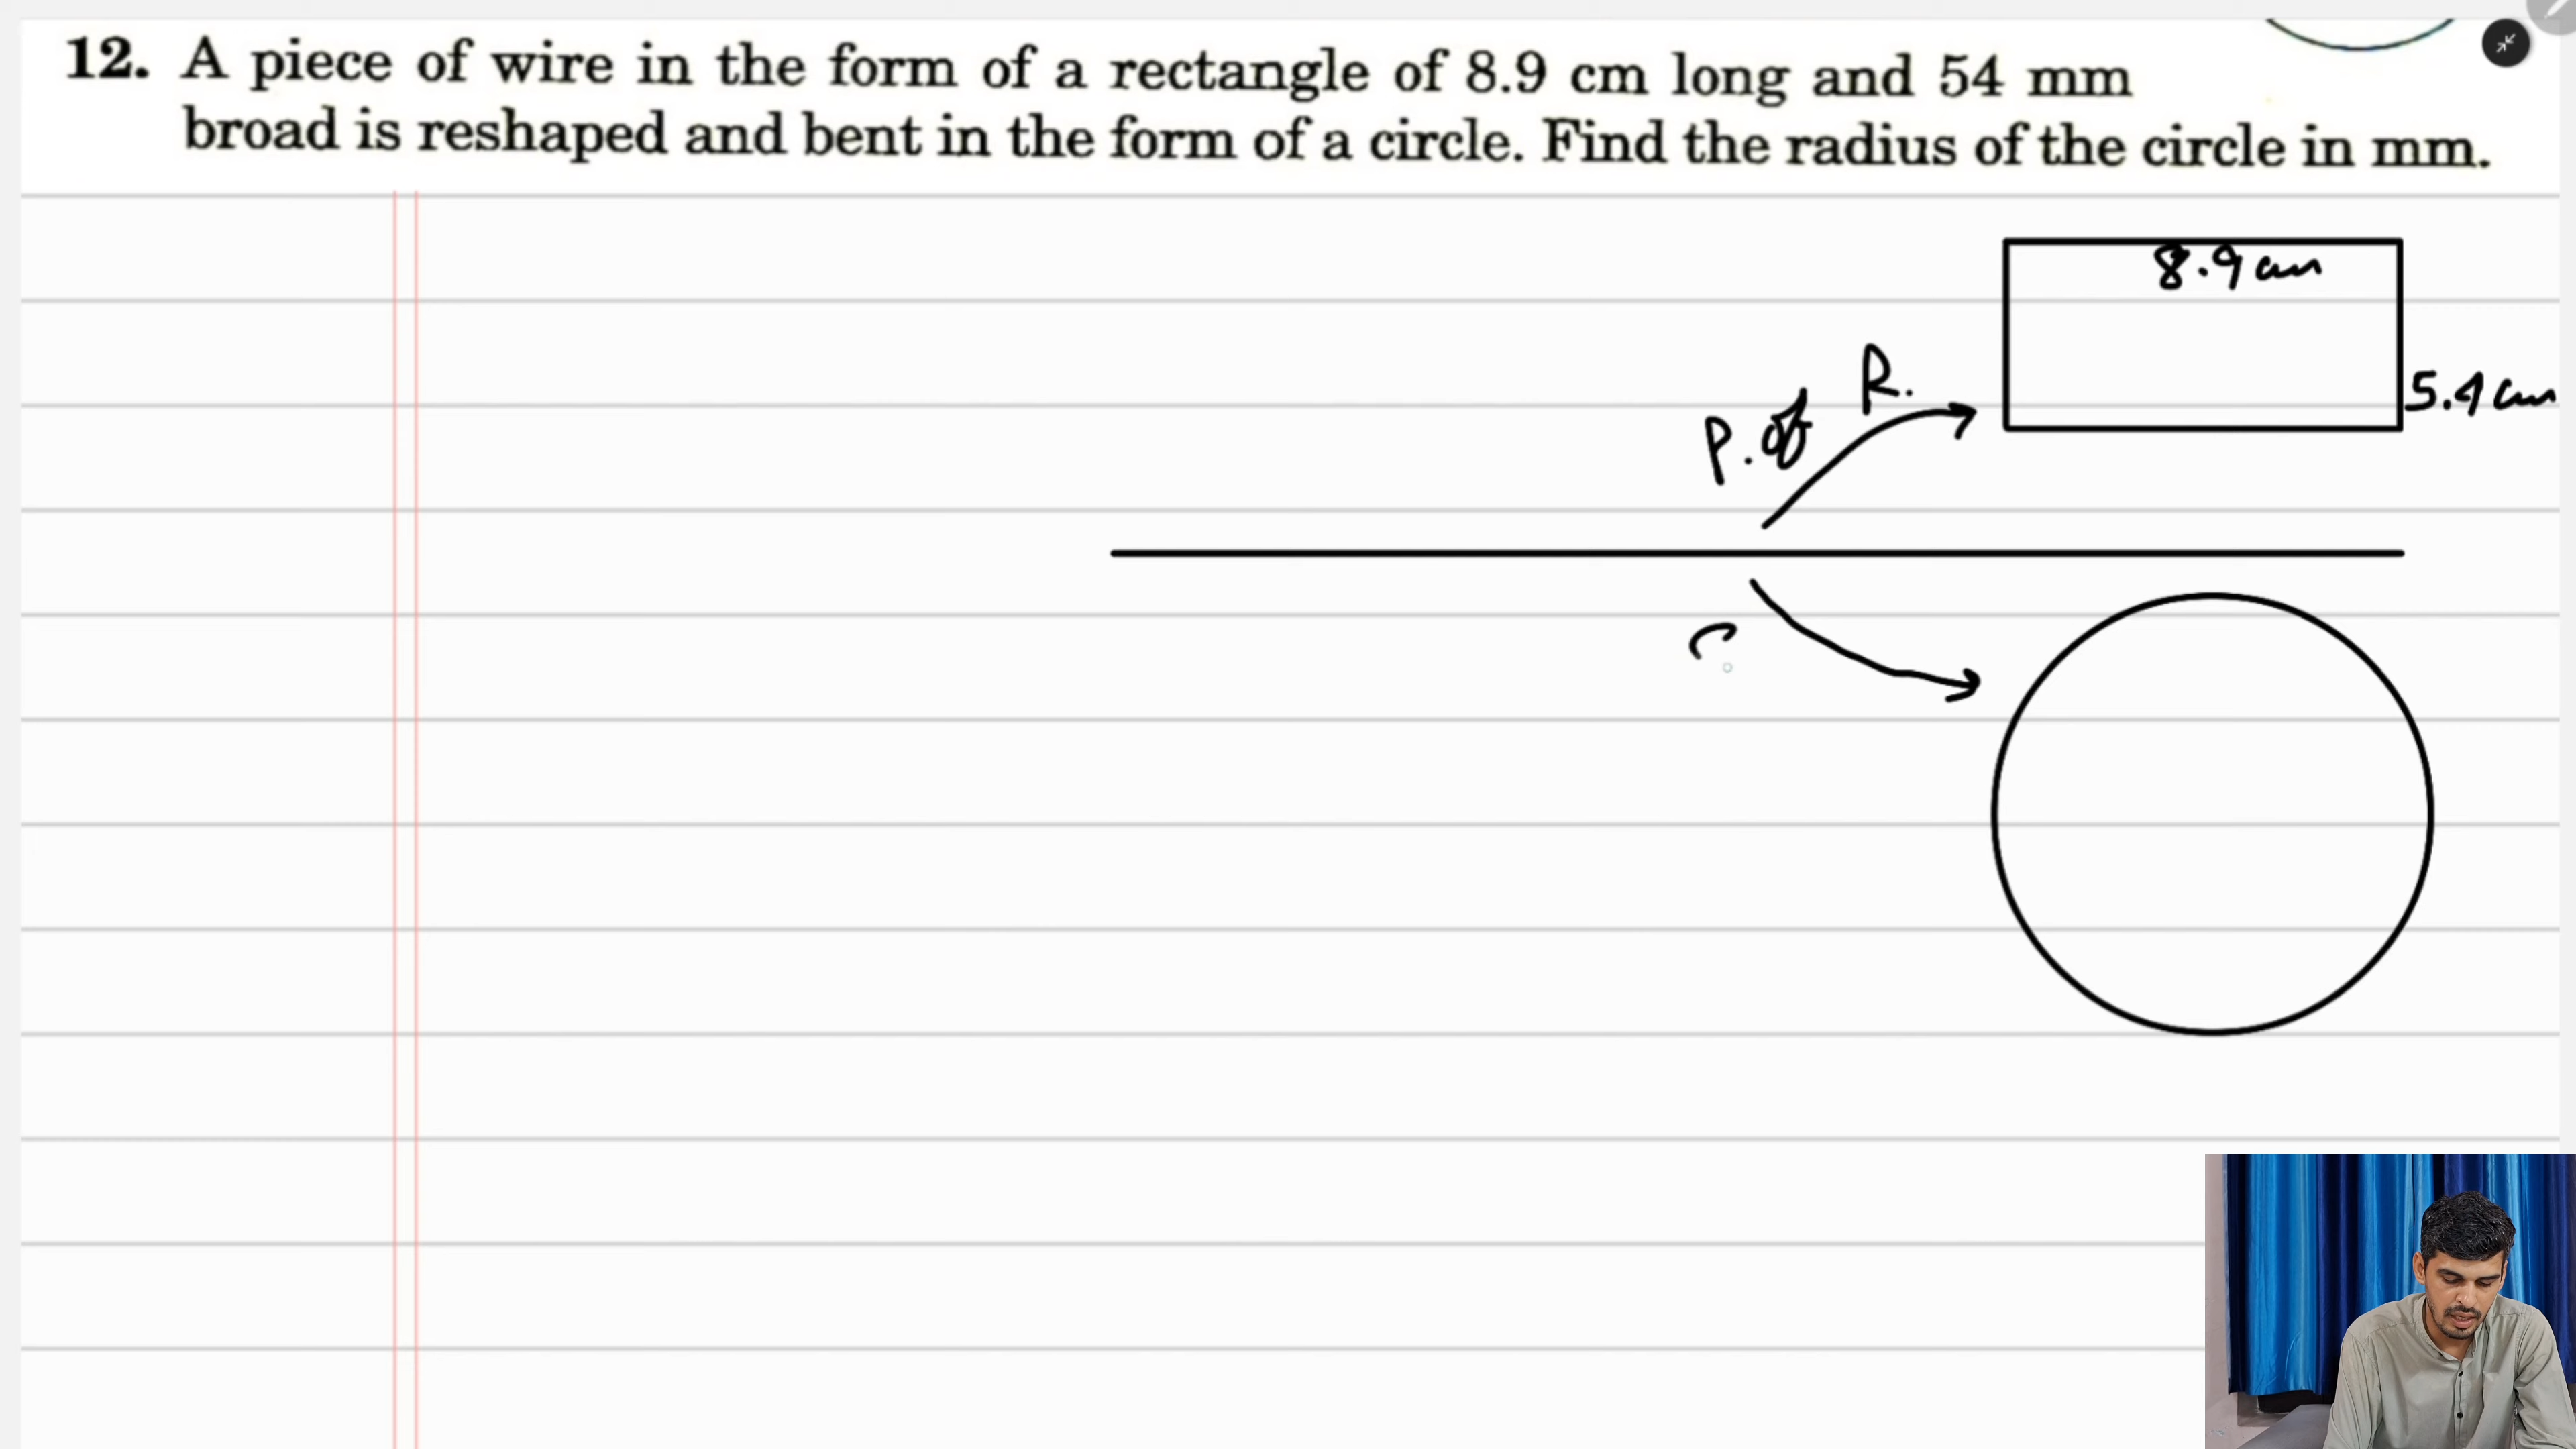 12. A piece of wire in the form of a rectangle of 8.9 cm long and 54 mm
broad is reshaped and bent in the form of a circle. Find the radius of the circle in mm.
8.9 cm
5.4 cm
P. of R.
C